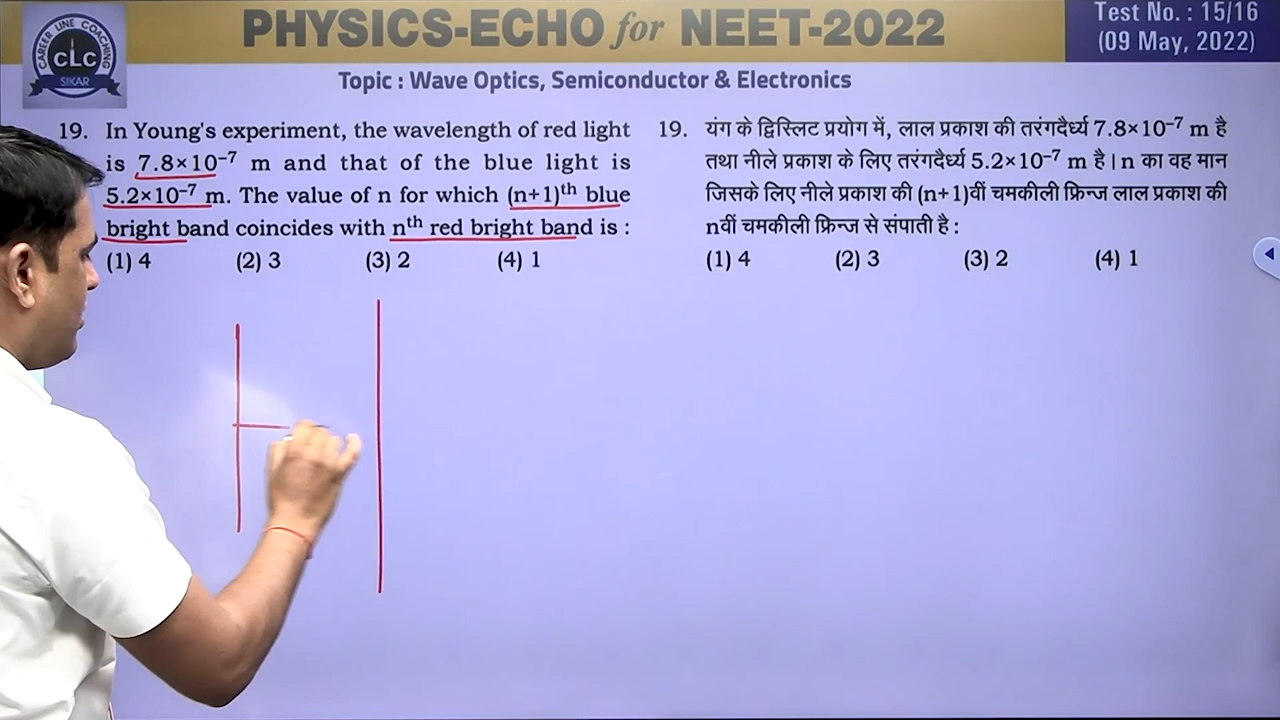 PHYSICS-ECHO for NEET-2022
Test No. : 15/16
(09 May, 2022)
CAREER LINE COACHING
CLC
SIKAR
Topic : Wave Optics, Semiconductor & Electronics
19. In Young's experiment, the wavelength of red light
is 7.8×10⁻⁷ m and that of the blue light is
5.2×10⁻⁷ m. The value of n for which (n+1)ᵗʰ blue
bright band coincides with nᵗʰ red bright band is :
(1) 4 (2) 3 (3) 2 (4) 1
19. यंग के द्विस्लिट प्रयोग में, लाल प्रकाश की तरंगदैर्ध्य 7.8×10⁻⁷ m है
तथा नीले प्रकाश के लिए तरंगदैर्ध्य 5.2×10⁻⁷ m है। n का वह मान
जिसके लिए नीले प्रकाश की (n+1)वीं चमकीली फ्रिन्ज लाल प्रकाश की
nवीं चमकीली फ्रिन्ज से संपाती है :
(1) 4 (2) 3 (3) 2 (4) 1